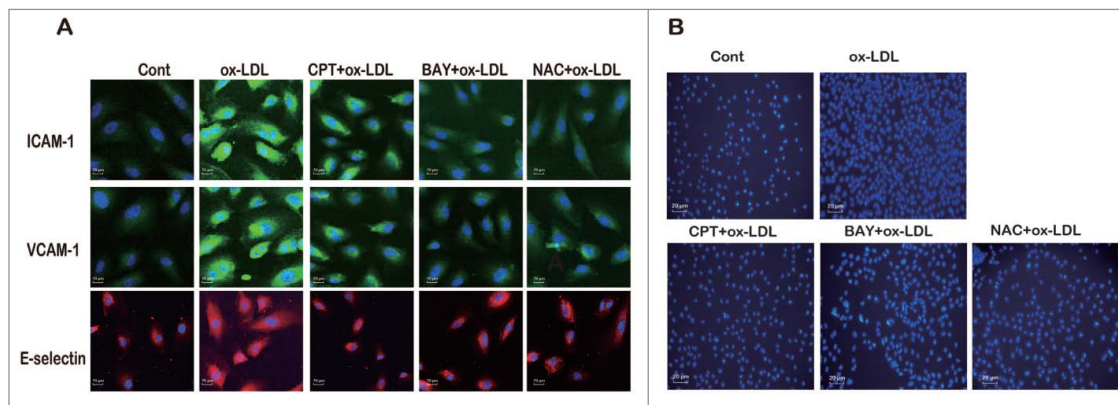 A
Cont ox-LDL CPT+ox-LDL BAY+ox-LDL NAC+ox-LDL
ICAM-1
VCAM-1
E-selectin
B
Cont ox-LDL
20 µm 20 µm
CPT+ox-LDL BAY+ox-LDL NAC+ox-LDL
20 µm 20 µm 20 µm